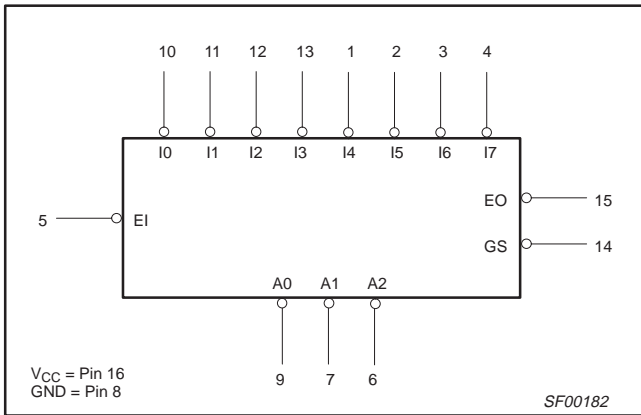 10 11 12 13 1 2 3 4
I0 I1 I2 I3 I4 I5 I6 I7
EO 15
5 EI
GS 14
A0 A1 A2
9 7 6
VCC = Pin 16
GND = Pin 8
SF00182